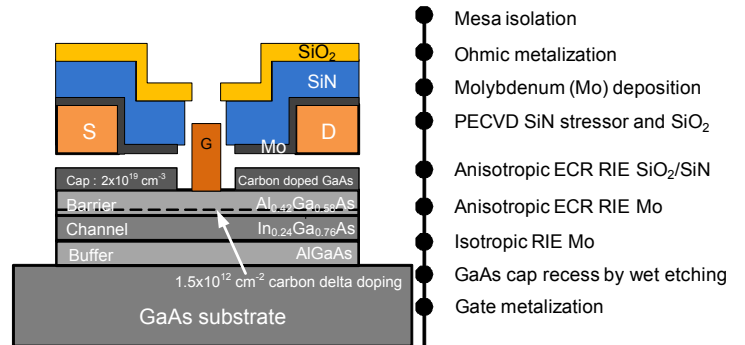 SiO2
SiN
S
G
D
Mo
Cap : 2x10^19 cm^-3
Carbon doped GaAs
Barrier
Al0.42Ga0.58As
Channel
In0.24Ga0.76As
Buffer
AlGaAs
1.5x10^12 cm^-2 carbon delta doping
GaAs substrate
Mesa isolation
Ohmic metalization
Molybdenum (Mo) deposition
PECVD SiN stressor and SiO2
Anisotropic ECR RIE SiO2/SiN
Anisotropic ECR RIE Mo
Isotropic RIE Mo
GaAs cap recess by wet etching
Gate metalization